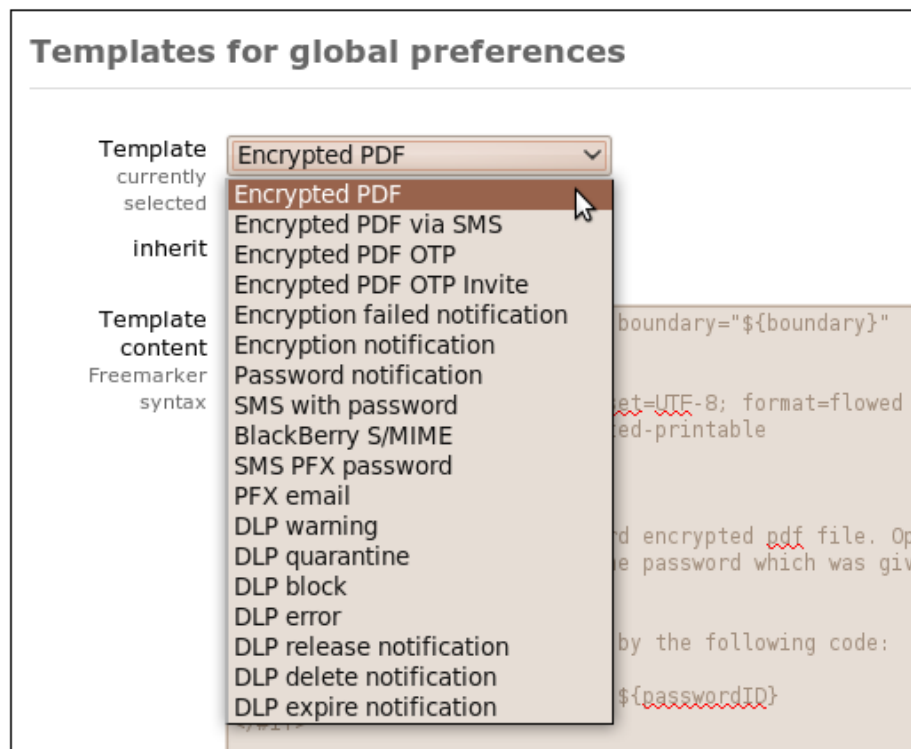 Templates for global preferences
Template
currently
selected
Encrypted PDF
Encrypted PDF
Encrypted PDF via SMS
Encrypted PDF OTP
Encrypted PDF OTP Invite
Encryption failed notification
Encryption notification
Password notification
SMS with password
BlackBerry S/MIME
SMS PFX password
PFX email
DLP warning
DLP quarantine
DLP block
DLP error
DLP release notification
DLP delete notification
DLP expire notification
inherit
Template
content
Freemarker
syntax
boundary="${boundary}"
set=UTF-8; format=flowed
ted-printable
encrypted pdf file.
password which was
by the following code:
${passwordID}